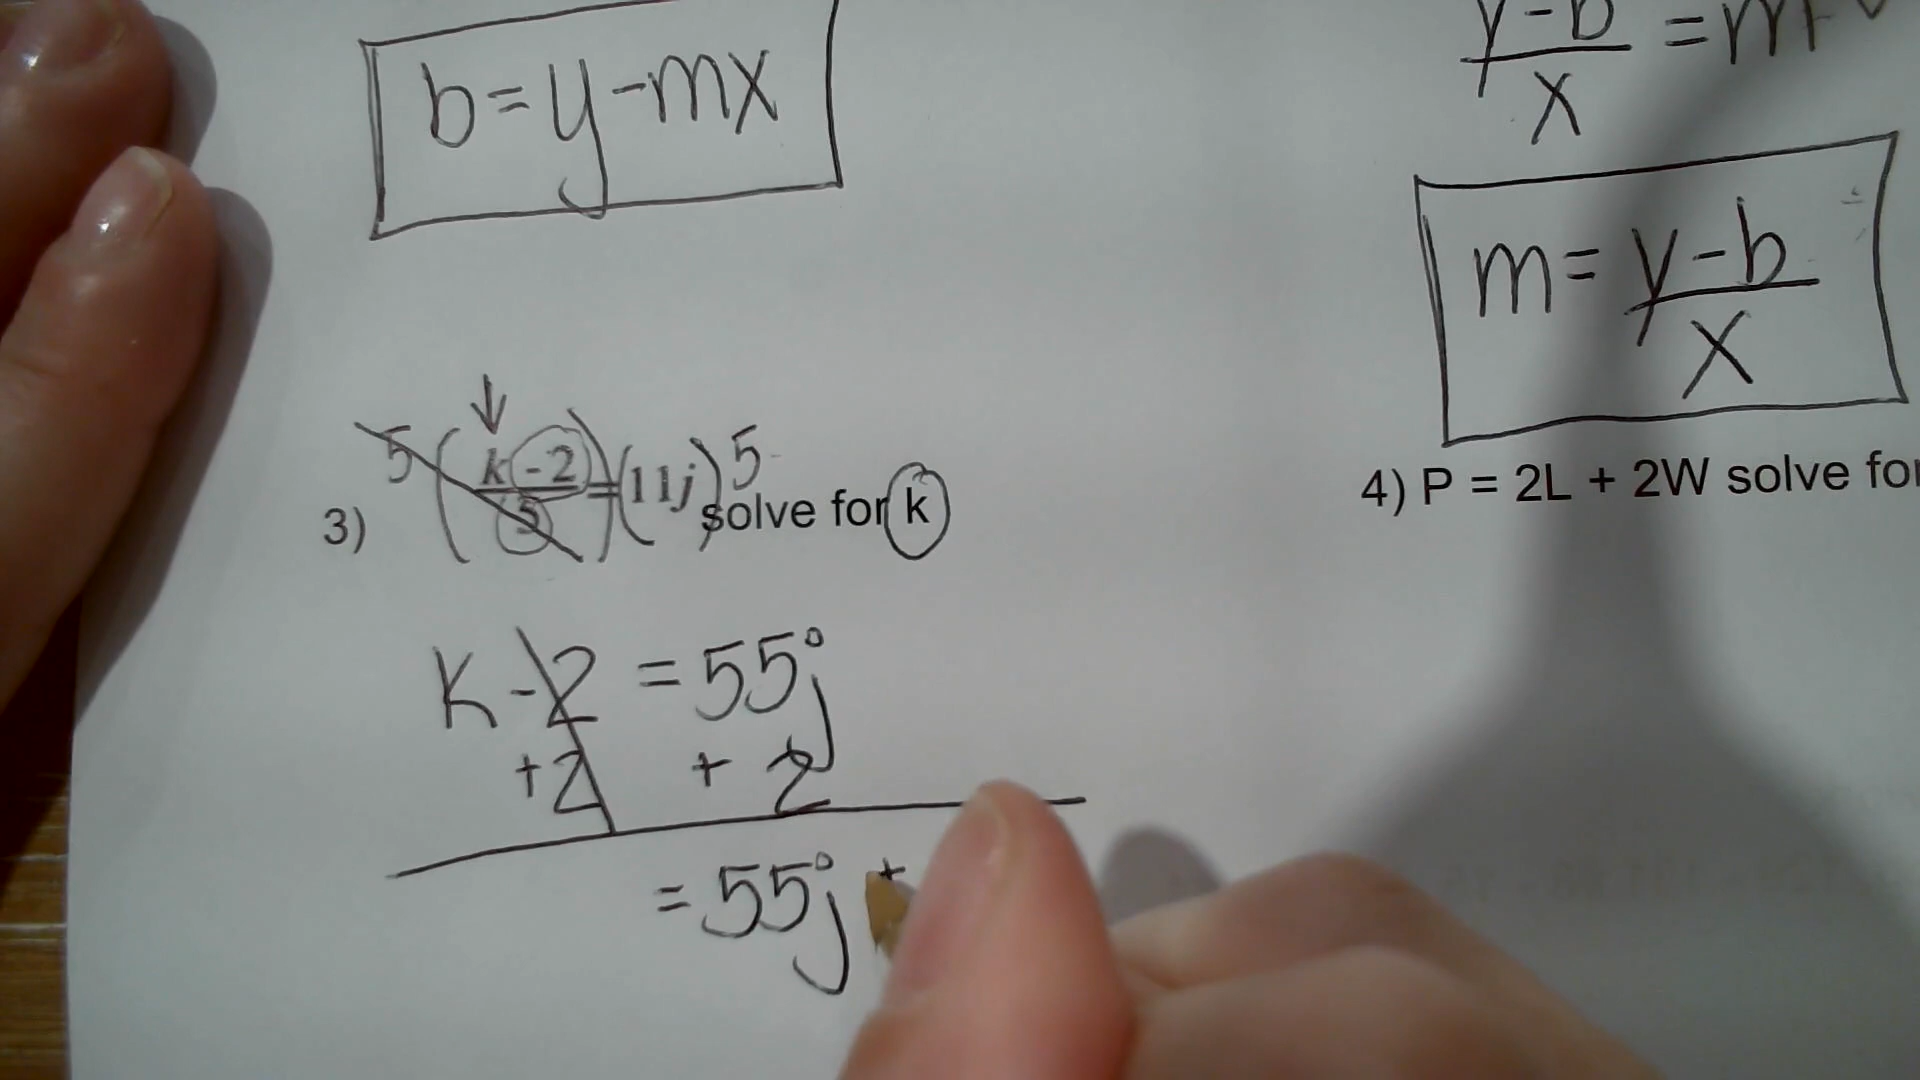 b=y-mx
y-b/x =m
m= y-b/x
3) 5(k-2/5)=(11j)5 solve for k
4) P = 2L + 2W solve for
K-2 =55j
+2 + 2
=55j +